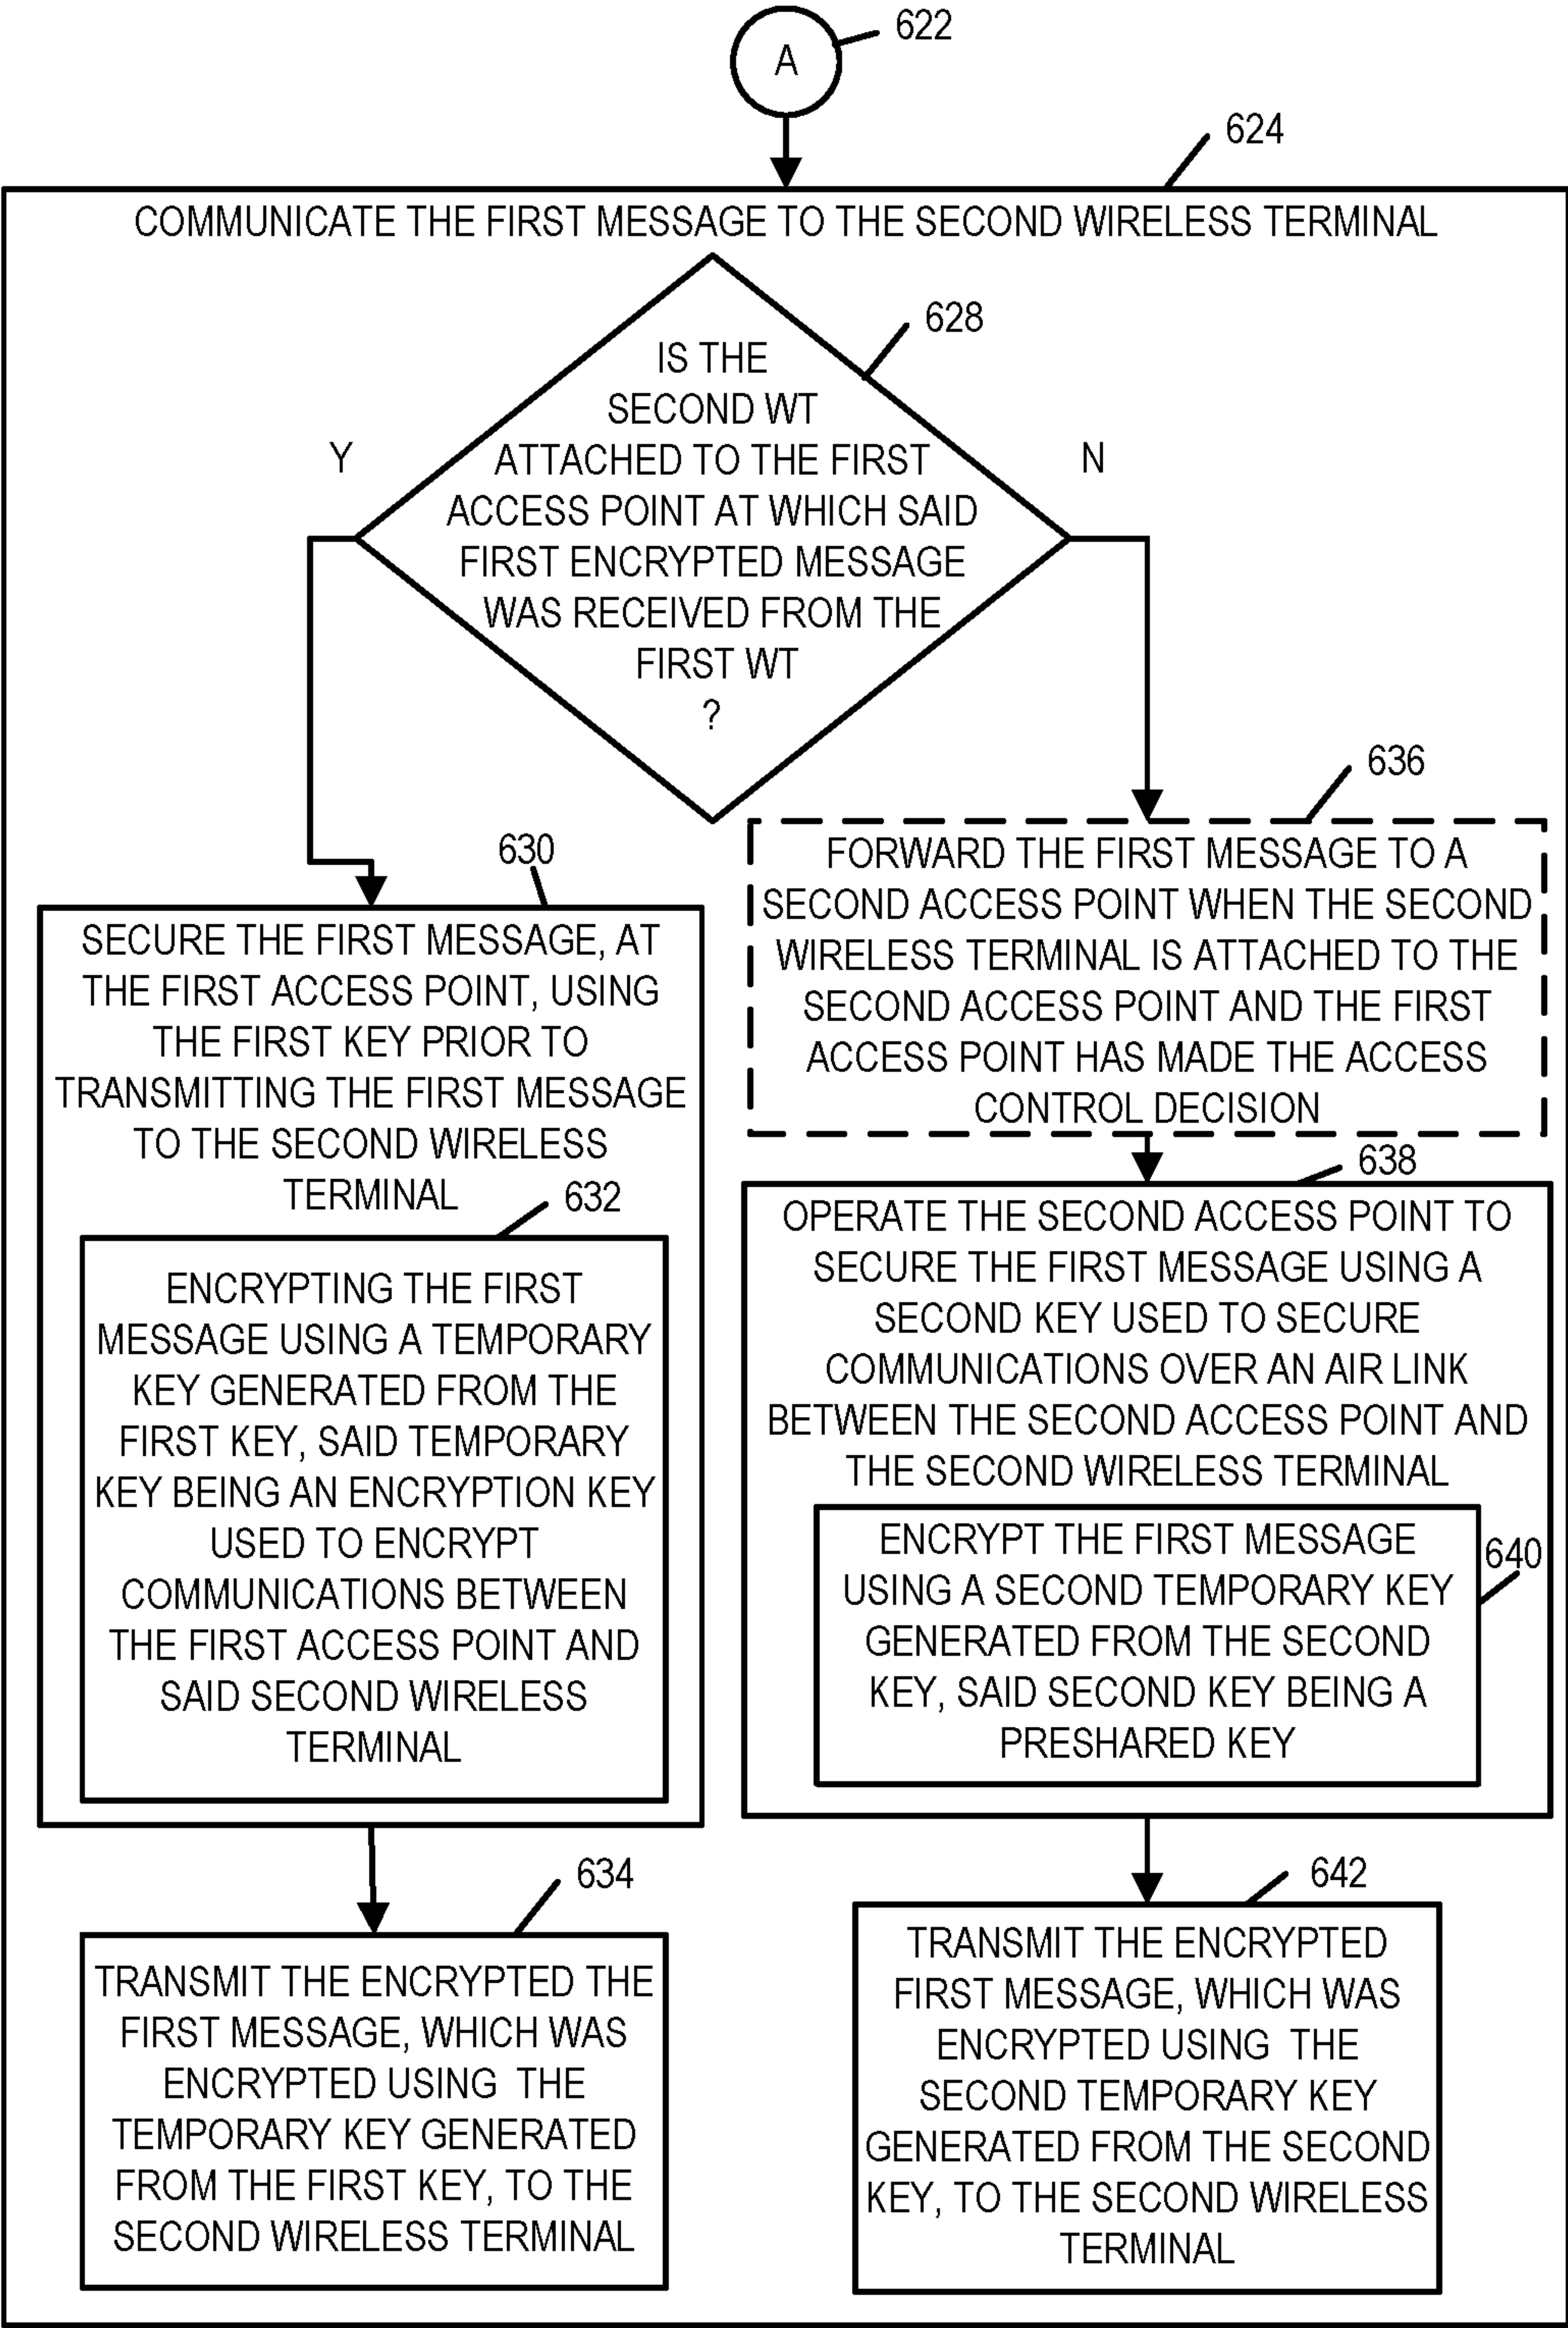 A
622
624
COMMUNICATE THE FIRST MESSAGE TO THE SECOND WIRELESS TERMINAL
628
IS THE
SECOND WT
ATTACHED TO THE FIRST
ACCESS POINT AT WHICH SAID
FIRST ENCRYPTED MESSAGE
WAS RECEIVED FROM THE
FIRST WT
?
Y
N
630
SECURE THE FIRST MESSAGE, AT
THE FIRST ACCESS POINT, USING
THE FIRST KEY PRIOR TO
TRANSMITTING THE FIRST MESSAGE
TO THE SECOND WIRELESS
TERMINAL
632
ENCRYPTING THE FIRST
MESSAGE USING A TEMPORARY
KEY GENERATED FROM THE
FIRST KEY, SAID TEMPORARY
KEY BEING AN ENCRYPTION KEY
USED TO ENCRYPT
COMMUNICATIONS BETWEEN
THE FIRST ACCESS POINT AND
SAID SECOND WIRELESS
TERMINAL
634
TRANSMIT THE ENCRYPTED THE
FIRST MESSAGE, WHICH WAS
ENCRYPTED USING THE
TEMPORARY KEY GENERATED
FROM THE FIRST KEY, TO THE
SECOND WIRELESS TERMINAL
636
FORWARD THE FIRST MESSAGE TO A
SECOND ACCESS POINT WHEN THE SECOND
WIRELESS TERMINAL IS ATTACHED TO THE
SECOND ACCESS POINT AND THE FIRST
ACCESS POINT HAS MADE THE ACCESS
CONTROL DECISION
638
OPERATE THE SECOND ACCESS POINT TO
SECURE THE FIRST MESSAGE USING A
SECOND KEY USED TO SECURE
COMMUNICATIONS OVER AN AIR LINK
BETWEEN THE SECOND ACCESS POINT AND
THE SECOND WIRELESS TERMINAL
640
ENCRYPT THE FIRST MESSAGE
USING A SECOND TEMPORARY KEY
GENERATED FROM THE SECOND
KEY, SAID SECOND KEY BEING A
PRESHARED KEY
642
TRANSMIT THE ENCRYPTED
FIRST MESSAGE, WHICH WAS
ENCRYPTED USING THE
SECOND TEMPORARY KEY
GENERATED FROM THE SECOND
KEY, TO THE SECOND WIRELESS
TERMINAL